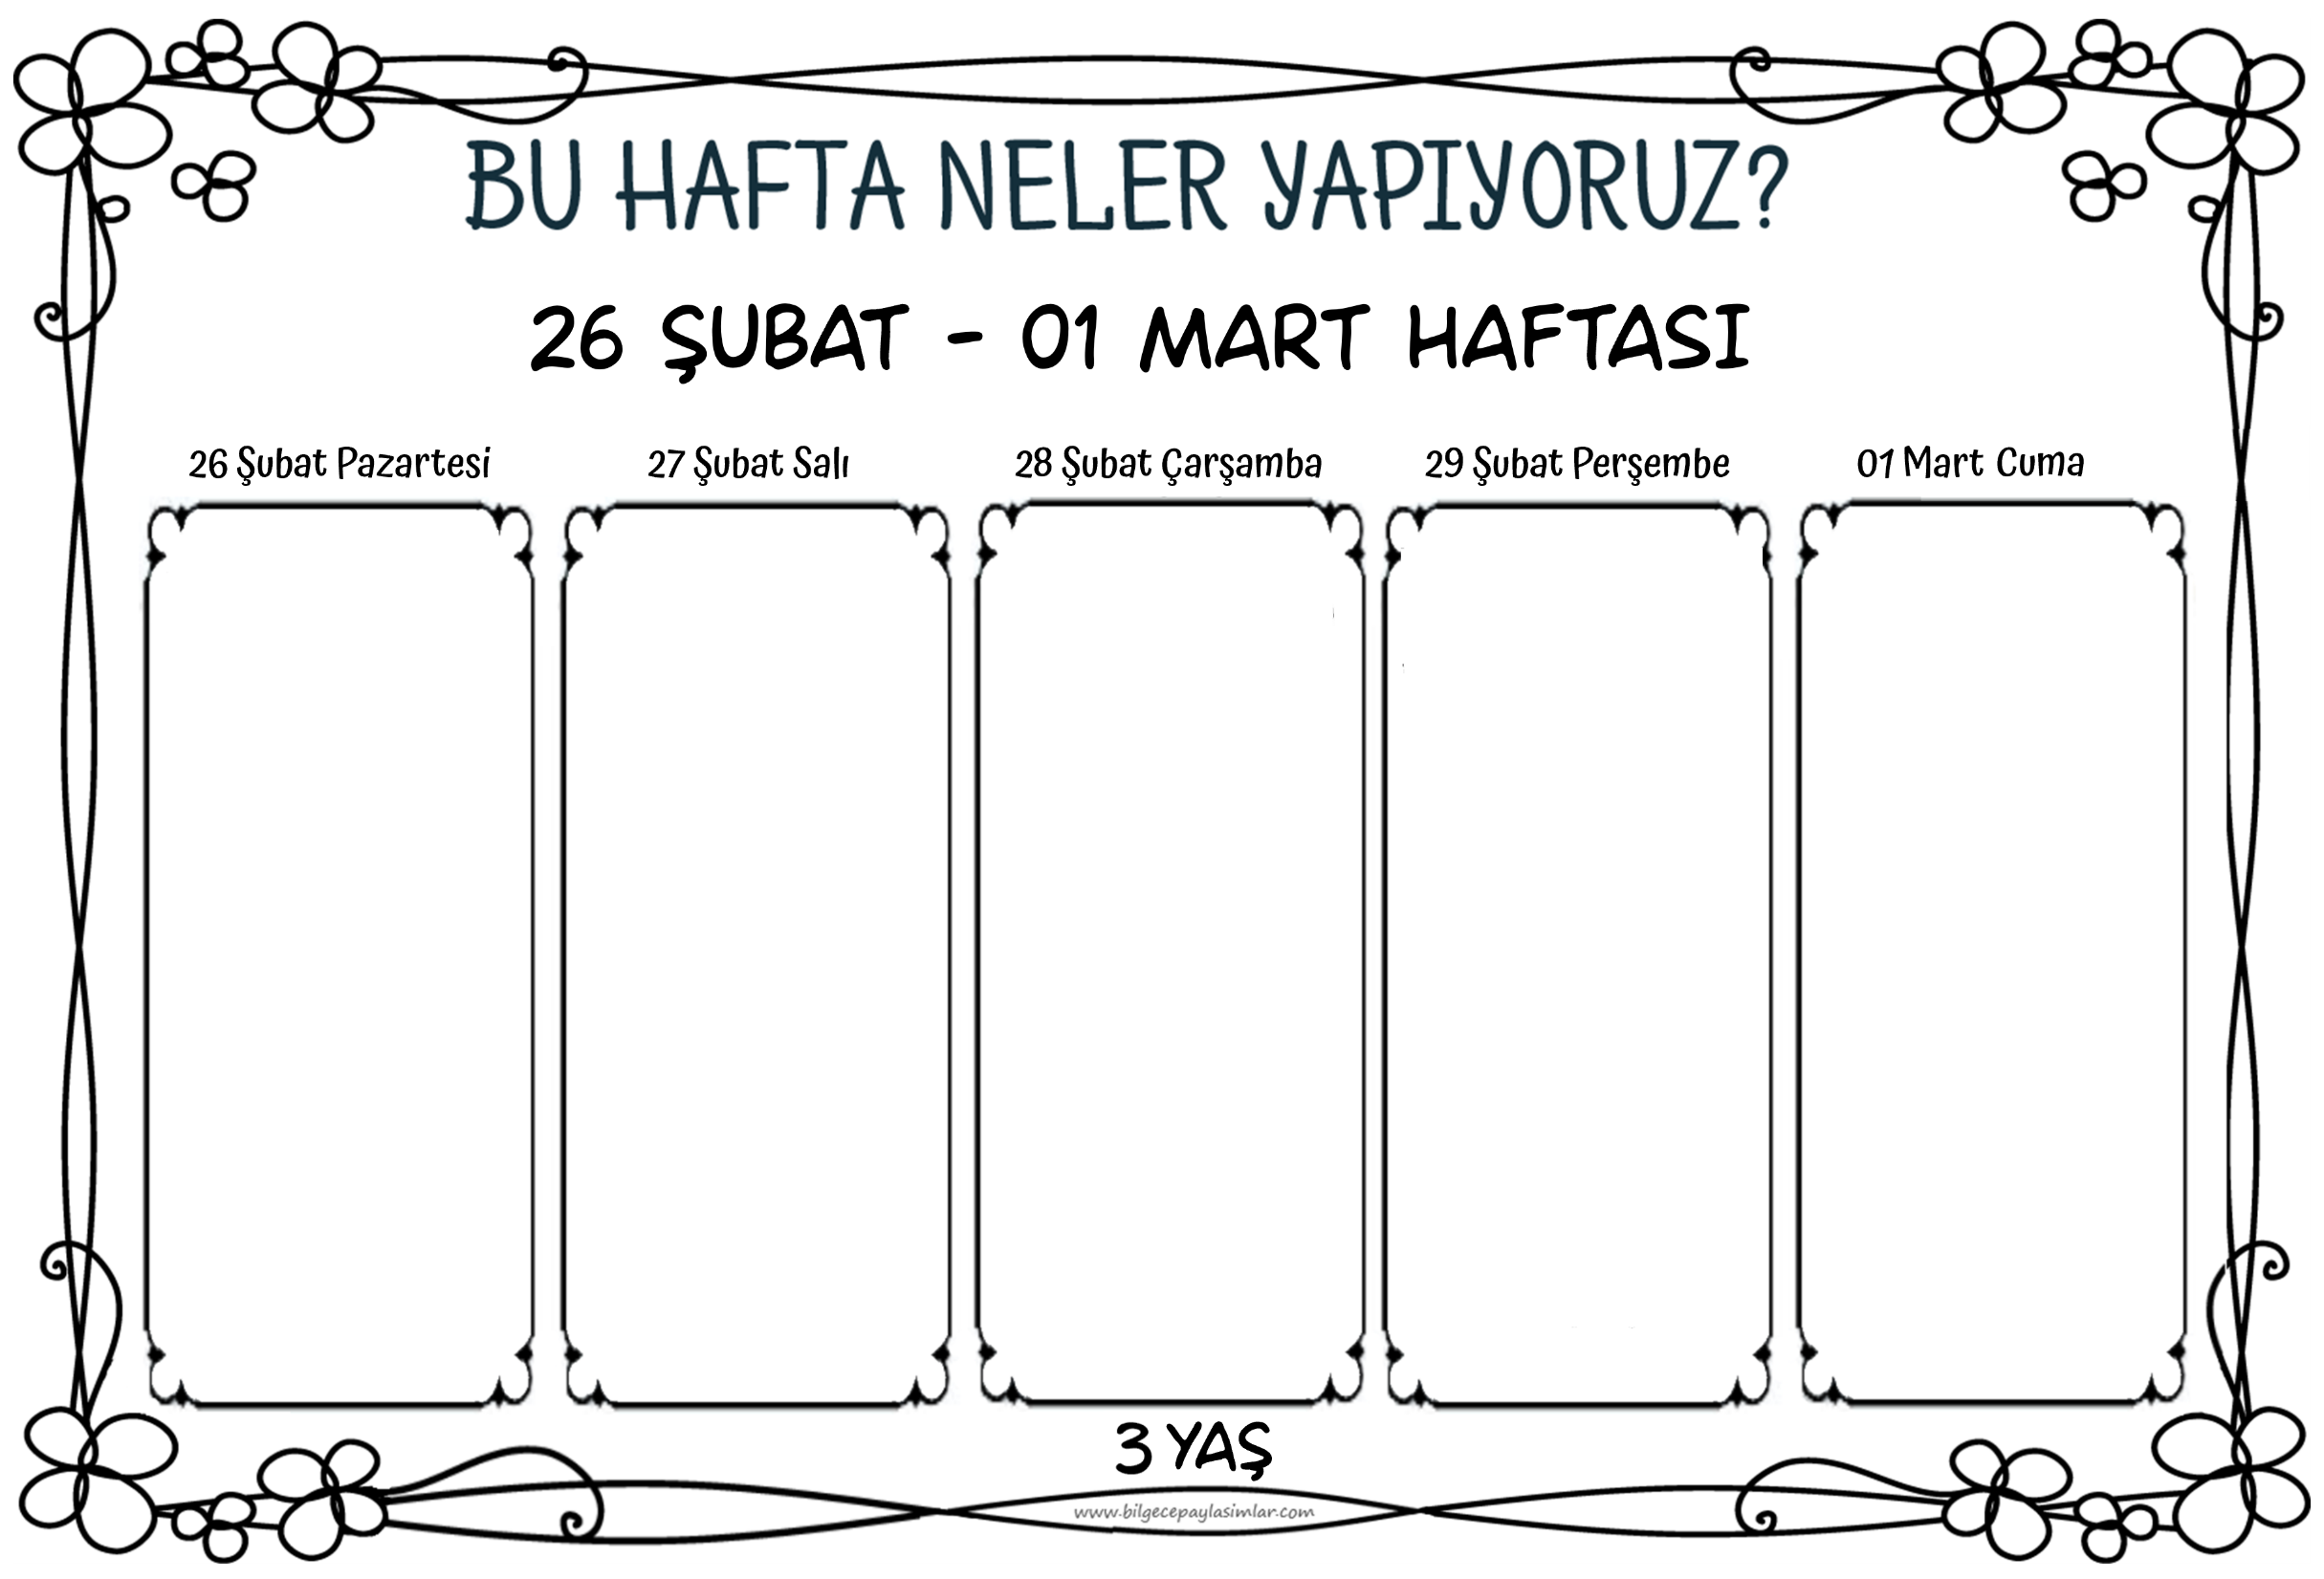 BU HAFTA NELER YAPIYORUZ?
26 ŞUBAT - 01 MART HAFTASI
26 Şubat Pazartesi
27 Şubat Salı
28 Şubat Çarşamba
29 Şubat Perşembe
01 Mart Cuma
3 YAŞ
www.bilgecepaylasimlar.com